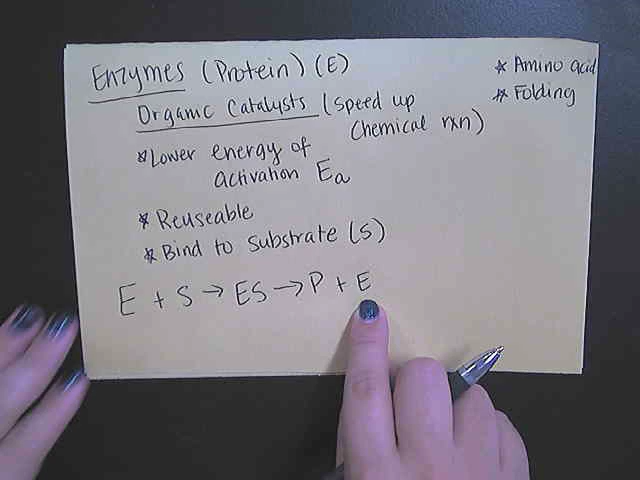 Enzymes (Protein) (E)
Organic Catalysts (speed up
Chemical rxn)
* Lower energy of
activation Ea
* Reuseable
* Bind to substrate (S)
E + S → ES → P + E
* Amino acid
* Folding